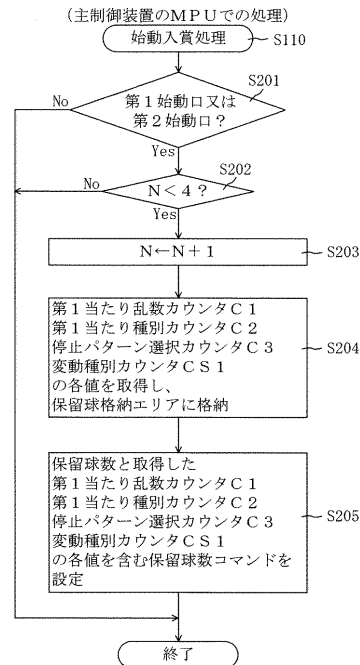 (主制御装置のMPUでの処理)
始動入賞処理
S110
S201
No
第1始動口又は
第2始動口?
Yes
S202
No
N<4?
Yes
N←N+1
S203
第1当たり乱数カウンタC1
第1当たり種別カウンタC2
停止パターン選択カウンタC3
変動種別カウンタCS1
の各値を取得し、
保留球格納エリアに格納
S204
保留球数と取得した
第1当たり乱数カウンタC1
第1当たり種別カウンタC2
停止パターン選択カウンタC3
変動種別カウンタCS1
の各値を含む保留球数コマンドを
設定
S205
終了